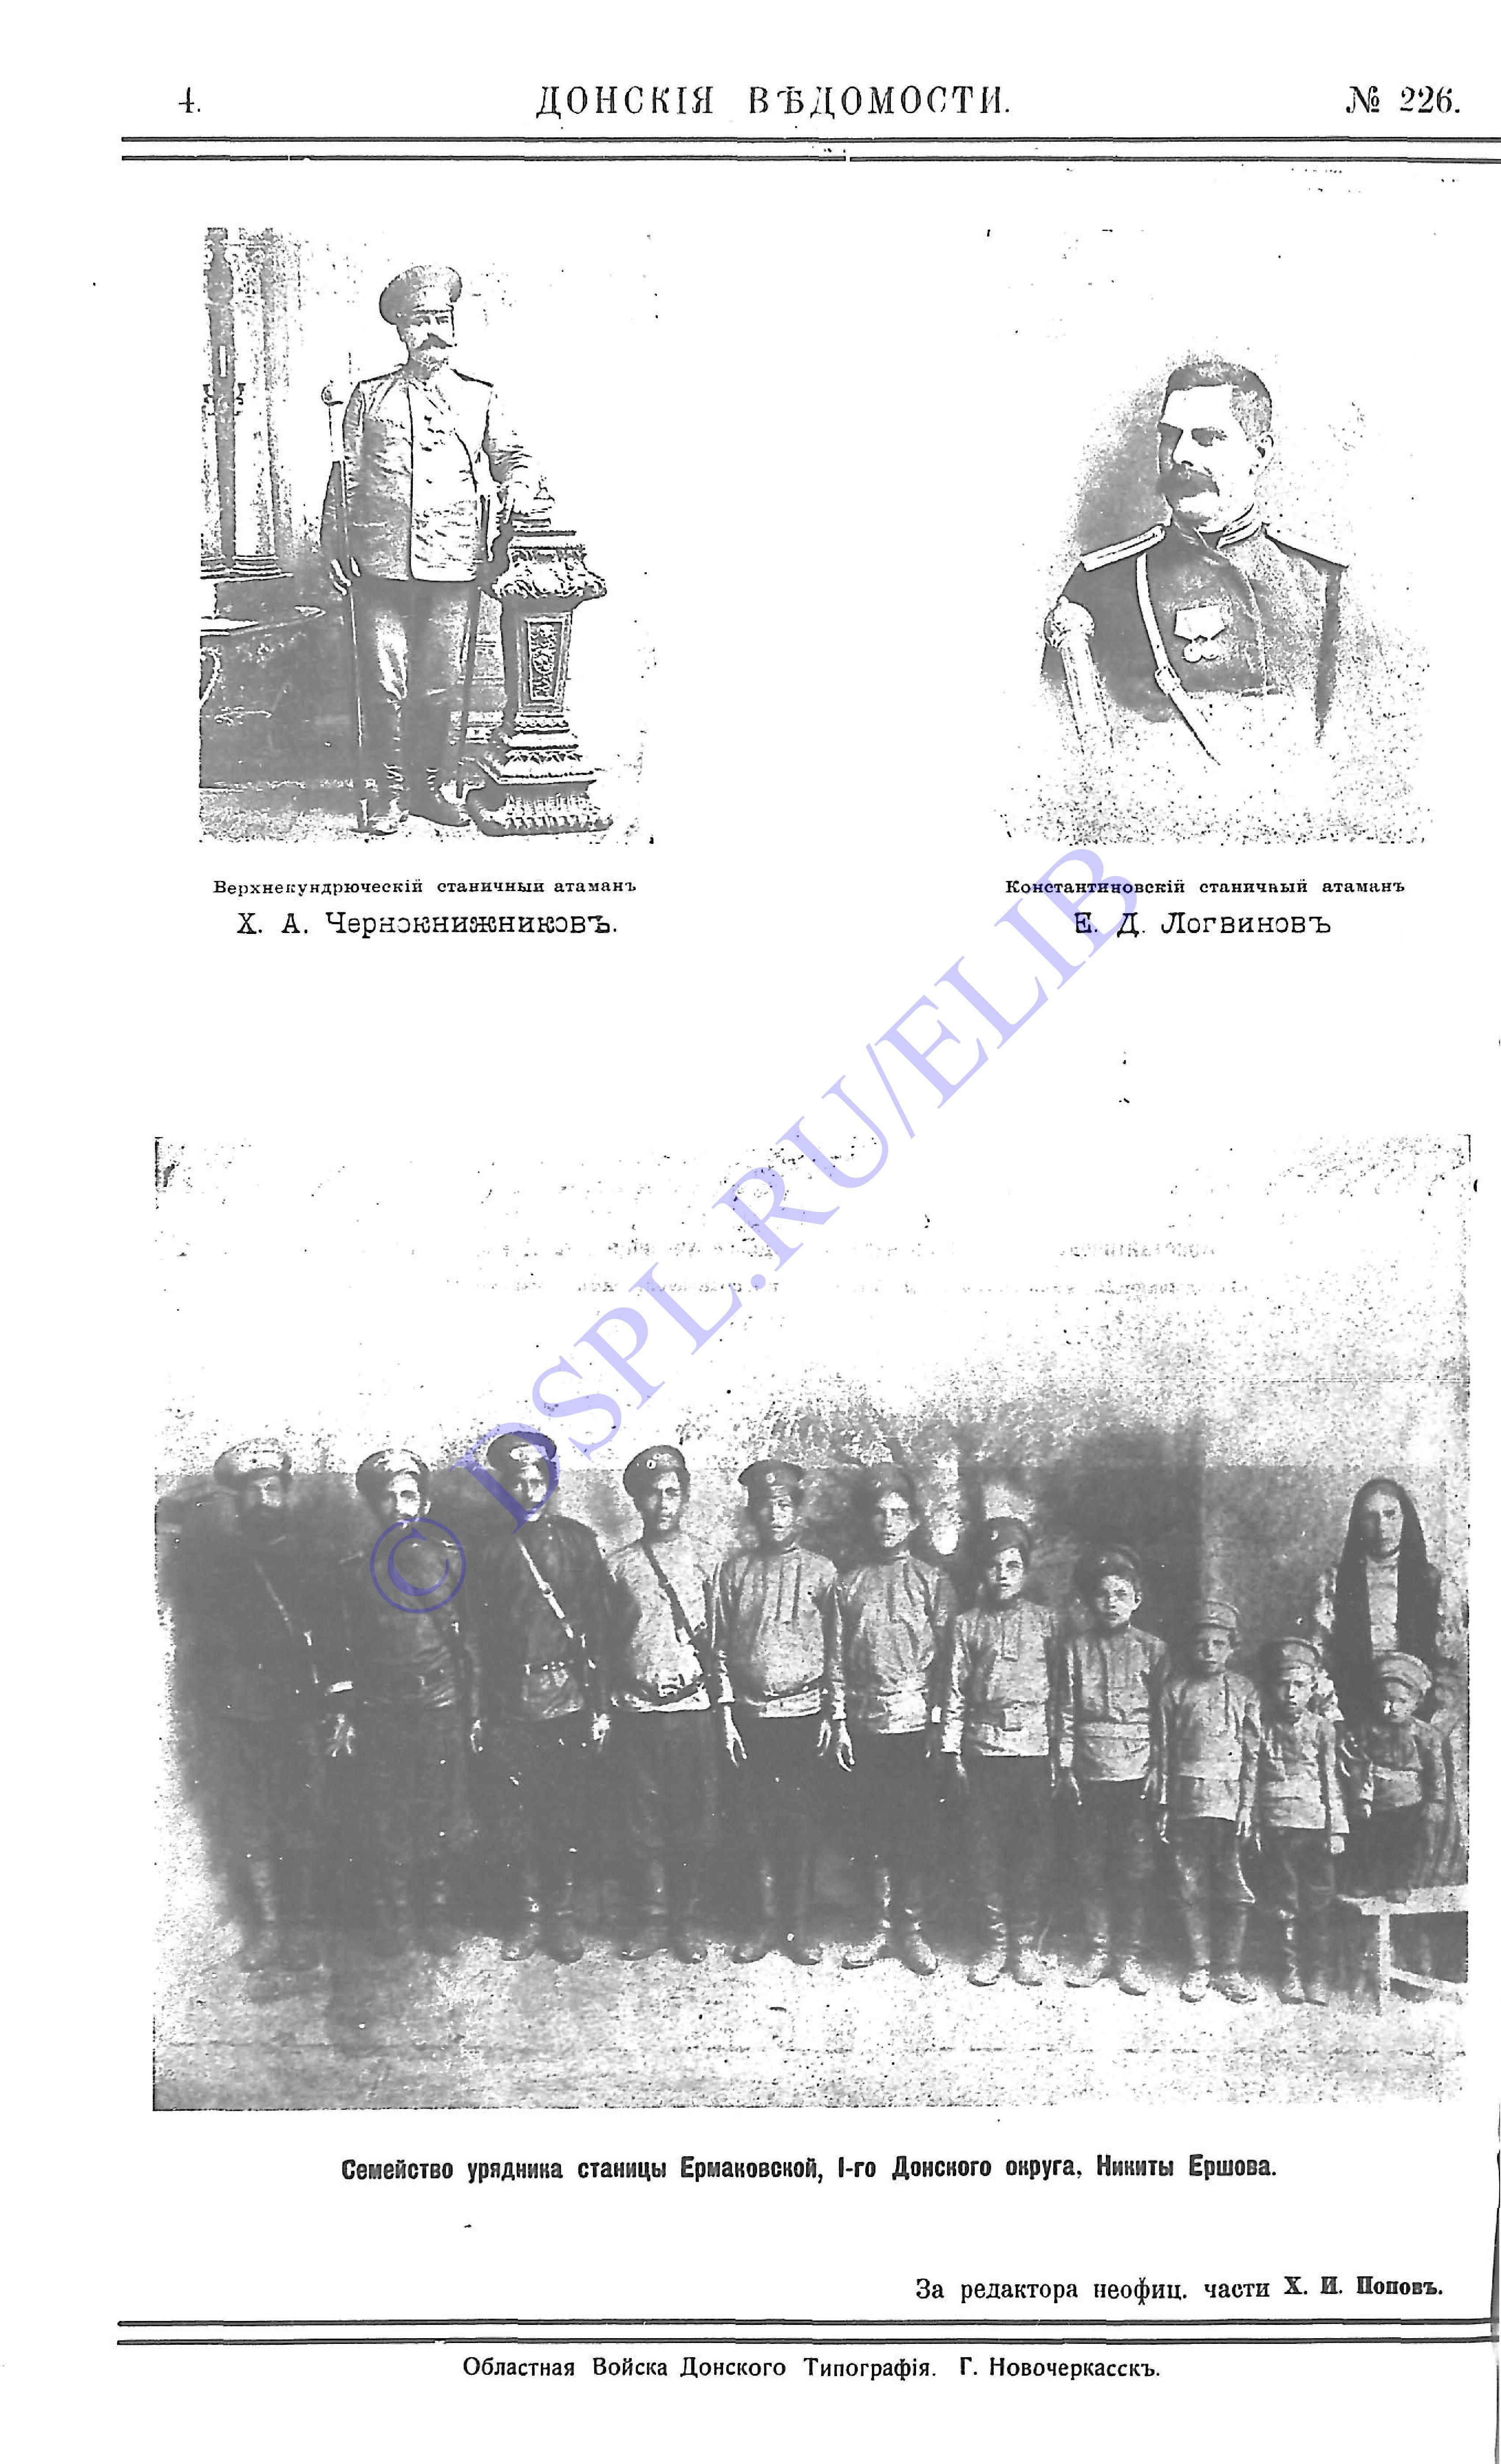 4.
ДОНСКІЯ ВѢДОМОСТИ.
№ 226.
Верхнекундрюческій станичный атаманъ
Х. А. Чернокнижниковъ.
Константиновскій станичный атаманъ
Е. Д. Логвиновъ
© DSPL.RU/ELIB
Семейство урядника станицы Ермаковской, I-го Донского округа, Никиты Ершова.
За редактора неофиц. части Х. И. Поповъ.
Областная Войска Донского Типографія. Г. Новочеркасскъ.